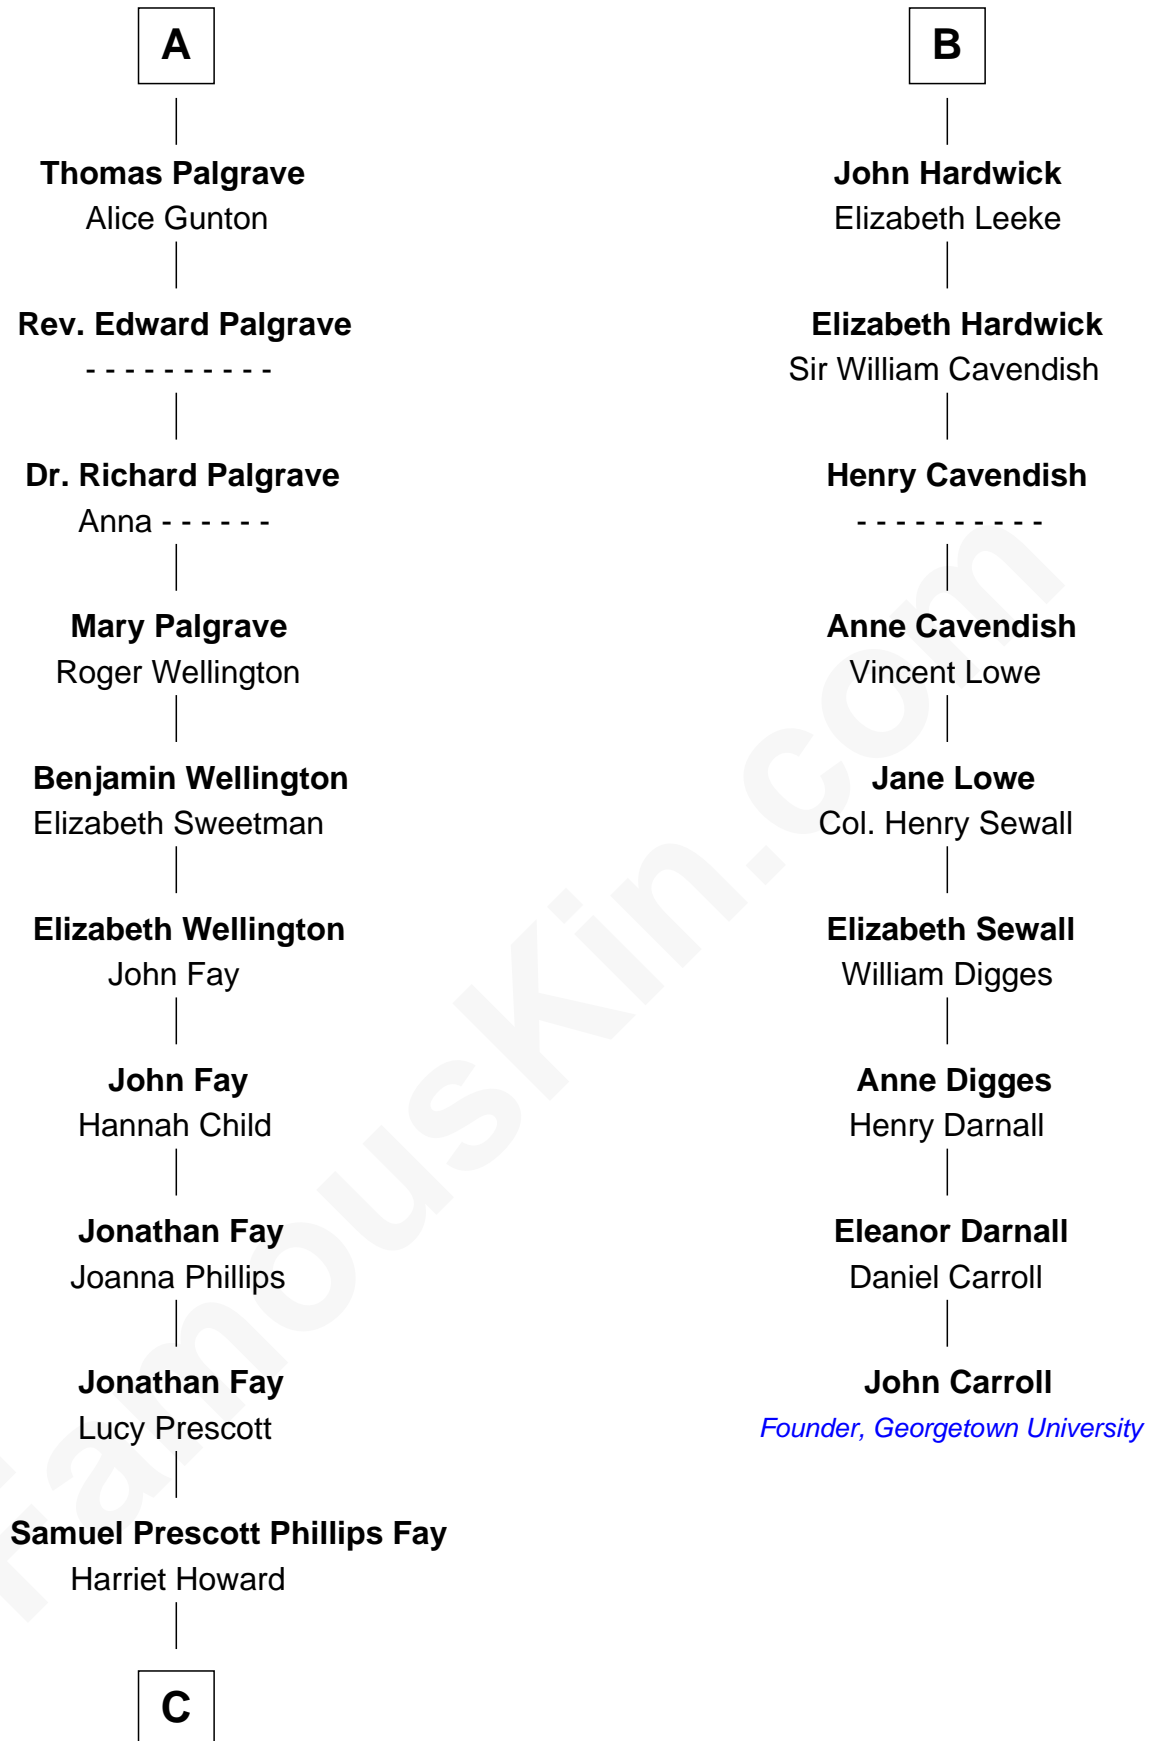 A
Thomas Palgrave
Alice Gunton
Rev. Edward Palgrave
- - - - - - - - - -
Dr. Richard Palgrave
Anna - - - - - -
Mary Palgrave
Roger Wellington
Benjamin Wellington
Elizabeth Sweetman
Elizabeth Wellington
John Fay
John Fay
Hannah Child
Jonathan Fay
Joanna Phillips
Jonathan Fay
Lucy Prescott
Samuel Prescott Phillips Fay
Harriet Howard
C
B
John Hardwick
Elizabeth Leeke
Elizabeth Hardwick
Sir William Cavendish
Henry Cavendish
- - - - - - - - - -
Anne Cavendish
Vincent Lowe
Jane Lowe
Col. Henry Sewall
Elizabeth Sewall
William Digges
Anne Digges
Henry Darnall
Eleanor Darnall
Daniel Carroll
John Carroll
Founder, Georgetown University
FamousKin.com